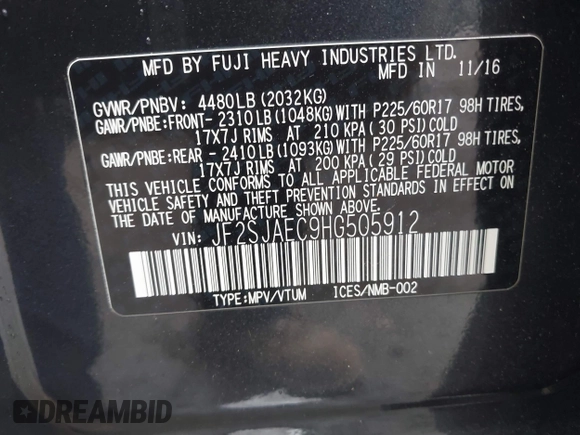 MFD BY FUJI HEAVY INDUSTRIES LTD.
MFD IN 11/16
GVWR/PNBV: 4480LB(2032KG)
GAWR/PNBE:FRONT- 2310LB(1048KG)WITH P225/60R17 98H TIRES,
17X7J RIMS AT 210 KPA( 30 PSI)COLD
GAWR/PNBE:REAR - 2410LB(1093KG)WITH P225/60R17 98H TIRES,
17X7J RIMS AT 200 KPA( 29 PSI)COLD
THIS VEHICLE CONFORMS TO ALL APPLICABLE FEDERAL MOTOR
VEHICLE SAFETY AND THEFT PREVENTION STANDARDS IN EFFECT ON
THE DATE OF MANUFACTURE SHOWN ABOVE.
VIN: JF2SJAEC9HG505912
TYPE:MPV/VTUM ICES/NMB-002
DREAMBID